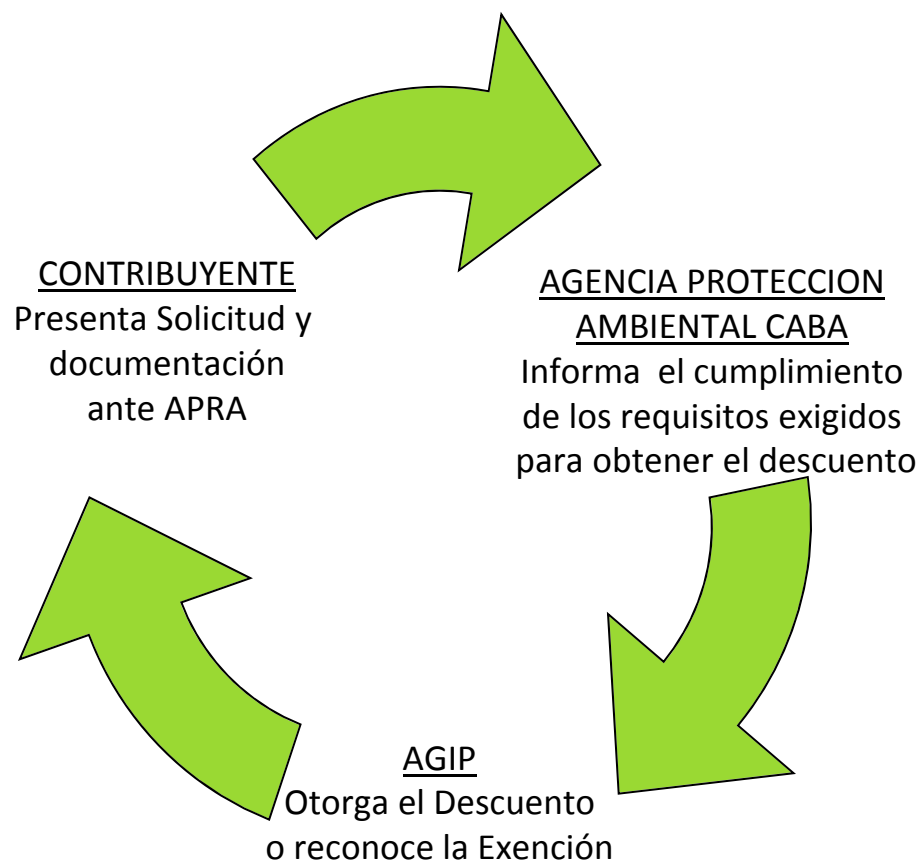 CONTRIBUYENTE
Presenta Solicitud y
documentación
ante APRA
AGENCIA PROTECCION
AMBIENTAL CABA
Informa el cumplimiento
de los requisitos exigidos
para obtener el descuento
AGIP
Otorga el Descuento
o reconoce la Exención